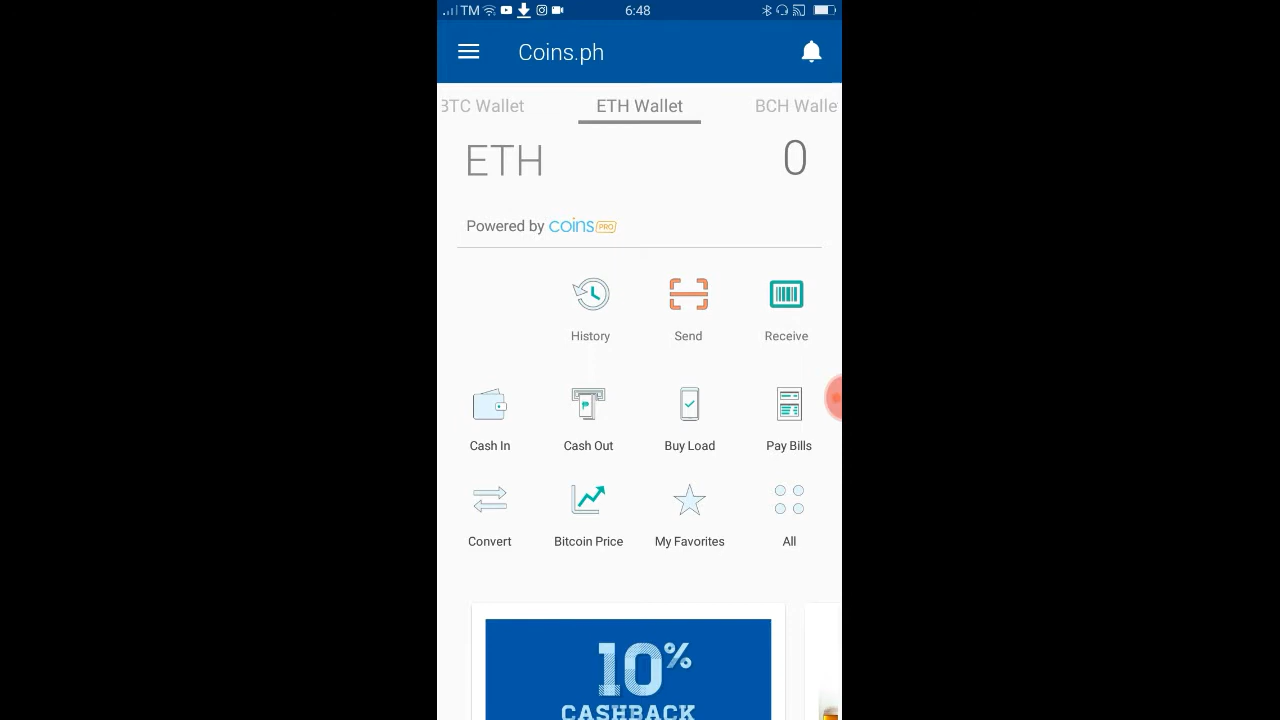 TM 6:48
Coins.ph
BTC Wallet ETH Wallet BCH Walle
ETH 0
Powered by coins PRO
History Send Receive
Cash In Cash Out Buy Load Pay Bills
Convert Bitcoin Price My Favorites All
10%
CASHBACK